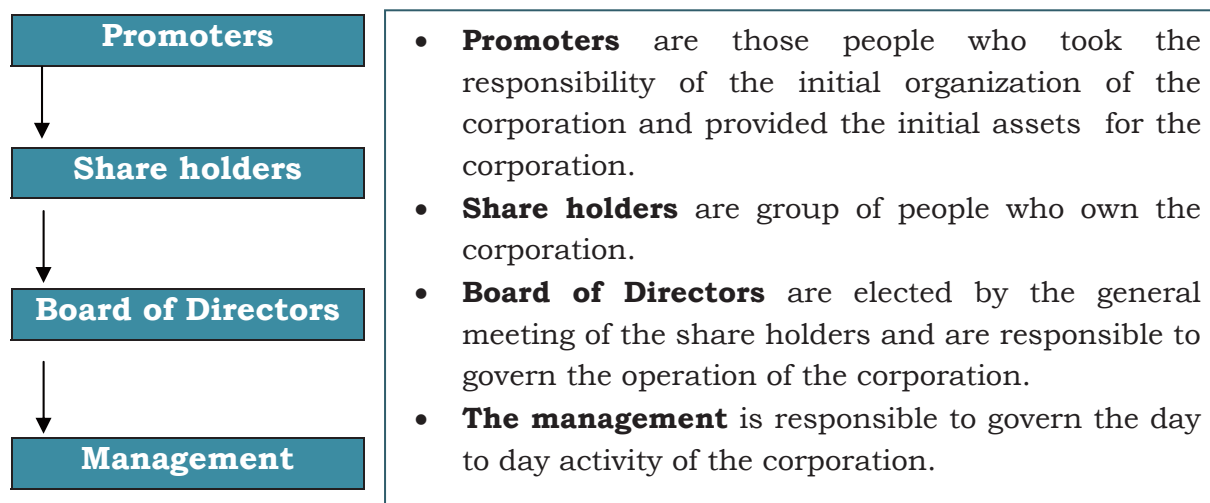 Promoters
Share holders
Board of Directors
Management
• Promoters are those people who took the
responsibility of the initial organization of the
corporation and provided the initial assets for the
corporation.
• Share holders are group of people who own the
corporation.
• Board of Directors are elected by the general
meeting of the share holders and are responsible to
govern the operation of the corporation.
• The management is responsible to govern the day
to day activity of the corporation.